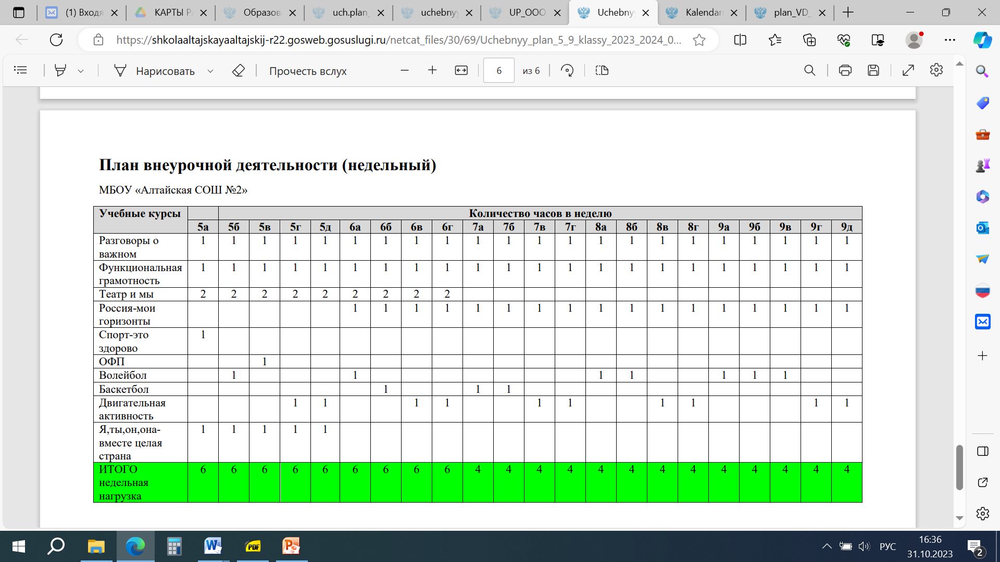 (1) Входя
КАРТЫ РА
Образов
uch.plan_
uchebnyy
UP_OOO_
Uchebnyy
Kalendar
plan_VD_
https://shkolaaltajskayaaltajskij-r22.gosweb.gosuslugi.ru/netcat_files/30/69/Uchebnyy_plan_5_9_klassy_2023_2024_0...
Нарисовать
Прочесть вслух
6 из 6
План внеурочной деятельности (недельный)
МБОУ «Алтайская СОШ №2»
Учебные курсы Количество часов в неделю
5а 5б 5в 5г 5д 6а 6б 6в 6г 7а 7б 7в 7г 8а 8б 8в 8г 9а 9б 9в 9г 9д
Разговоры о 1 1 1 1 1 1 1 1 1 1 1 1 1 1 1 1 1 1 1 1 1 1
важном
Функциональная 1 1 1 1 1 1 1 1 1 1 1 1 1 1 1 1 1 1 1 1 1 1
грамотность
Театр и мы 2 2 2 2 2 2 2 2 2
Россия-мои 1 1 1 1 1 1 1 1 1 1 1 1 1 1 1 1 1
горизонты
Спорт-это 1
здорово
ОФП 1
Волейбол 1 1 1 1 1 1 1
Баскетбол 1 1 1
Двигательная 1 1 1 1 1 1 1 1 1 1
активность
Я,ты,он,она- 1 1 1 1 1
вместе целая
страна
ИТОГО 6 6 6 6 6 6 6 6 6 4 4 4 4 4 4 4 4 4 4 4 4 4
недельная
нагрузка
PDF
РУС
16:36
31.10.2023
2